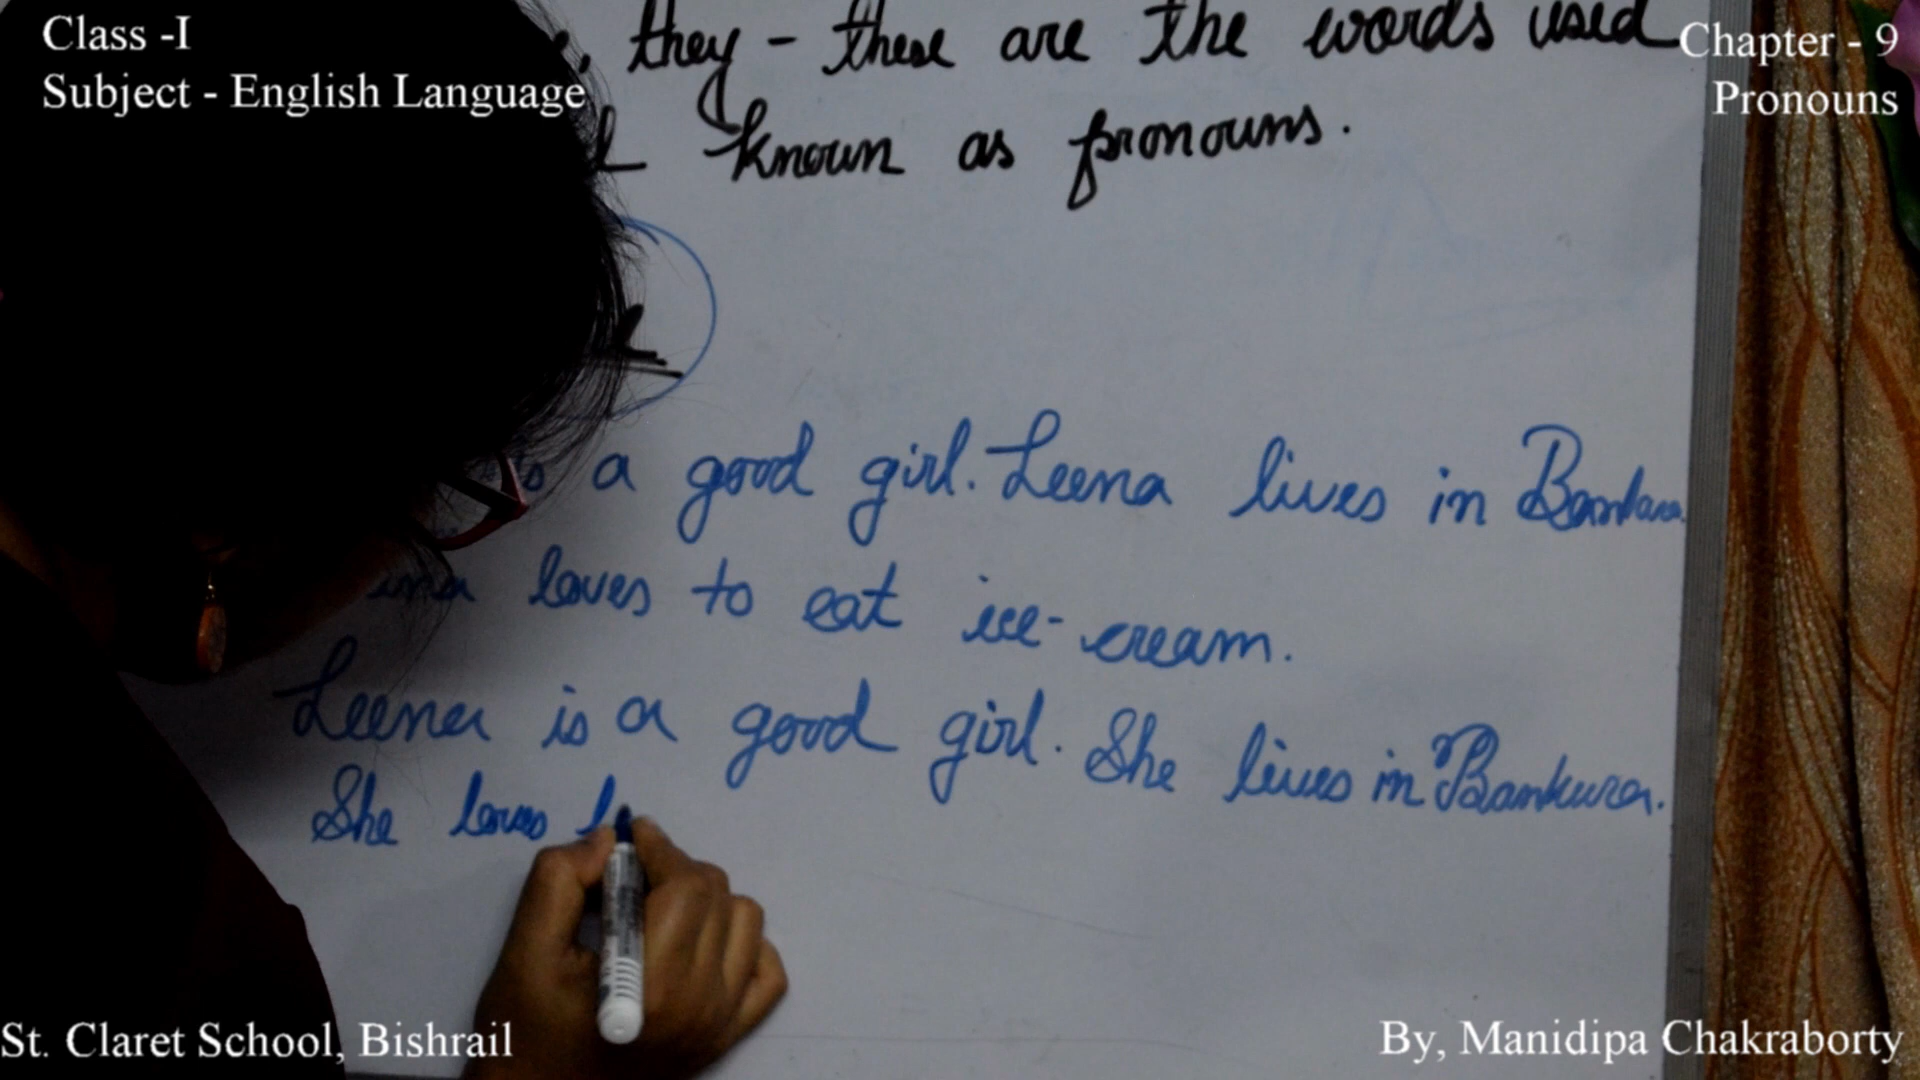 Class -I
Subject - English Language
Chapter - 9
Pronouns
they - these are the words used
known as pronouns.
a good girl. Leena lives in Bankura.
loves to eat ice-cream.
Leena is a good girl. She lives in Bankura.
She loves
St. Claret School, Bishrail
By, Manidipa Chakraborty